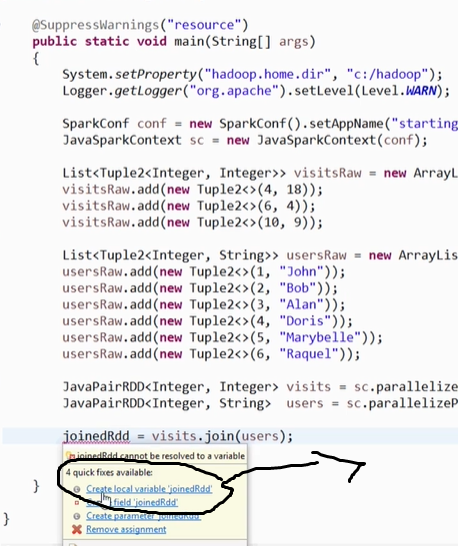 @SuppressWarnings("resource")
public static void main(String[] args)
{
System.setProperty("hadoop.home.dir", "c:/hadoop");
Logger.getLogger("org.apache").setLevel(Level.WARN);
SparkConf conf = new SparkConf().setAppName("starting
JavaSparkContext sc = new JavaSparkContext(conf);
List<Tuple2<Integer, Integer>> visitsRaw = new ArrayL
visitsRaw.add(new Tuple2<>(4, 18));
visitsRaw.add(new Tuple2<>(6, 4));
visitsRaw.add(new Tuple2<>(10, 9));
List<Tuple2<Integer, String>> usersRaw = new ArrayLis
usersRaw.add(new Tuple2<>(1, "John"));
usersRaw.add(new Tuple2<>(2, "Bob"));
usersRaw.add(new Tuple2<>(3, "Alan"));
usersRaw.add(new Tuple2<>(4, "Doris"));
usersRaw.add(new Tuple2<>(5, "Marybelle"));
usersRaw.add(new Tuple2<>(6, "Raquel"));
JavaPairRDD<Integer, Integer> visits = sc.parallelize
JavaPairRDD<Integer, String> users = sc.parallelizeP
joinedRdd = visits.join(users);
joinedRdd cannot be resolved to a variable
4 quick fixes available:
Create local variable 'joinedRdd'
field 'joinedRdd'
Create parameter 'joinedRdd'
Remove assignment
}
}